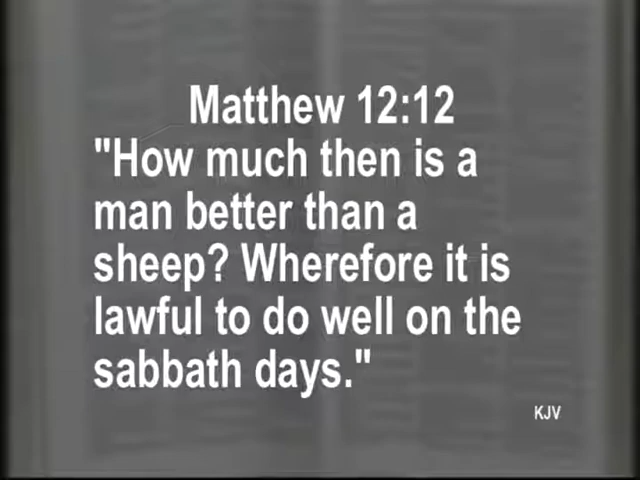 Matthew 12:12
"How much then is a
man better than a
sheep? Wherefore it is
lawful to do well on the
sabbath days."
KJV